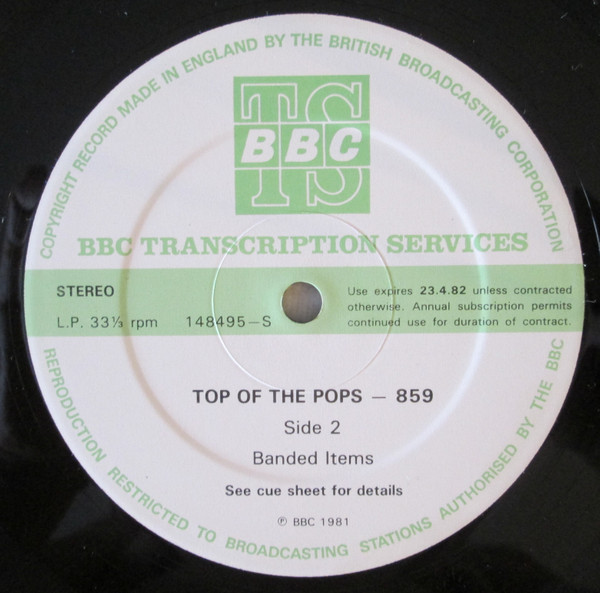 COPYRIGHT RECORD MADE IN ENGLAND BY THE BRITISH BROADCASTING CORPORATION
TS
BBC
BBC TRANSCRIPTION SERVICES
STEREO
L.P. 33⅓ rpm 148495–S
Use expires 23.4.82 unless contracted
otherwise. Annual subscription permits
continued use for duration of contract.
TOP OF THE POPS – 859
Side 2
Banded Items
See cue sheet for details
℗ BBC 1981
REPRODUCTION RESTRICTED TO BROADCASTING STATIONS AUTHORISED BY THE BBC